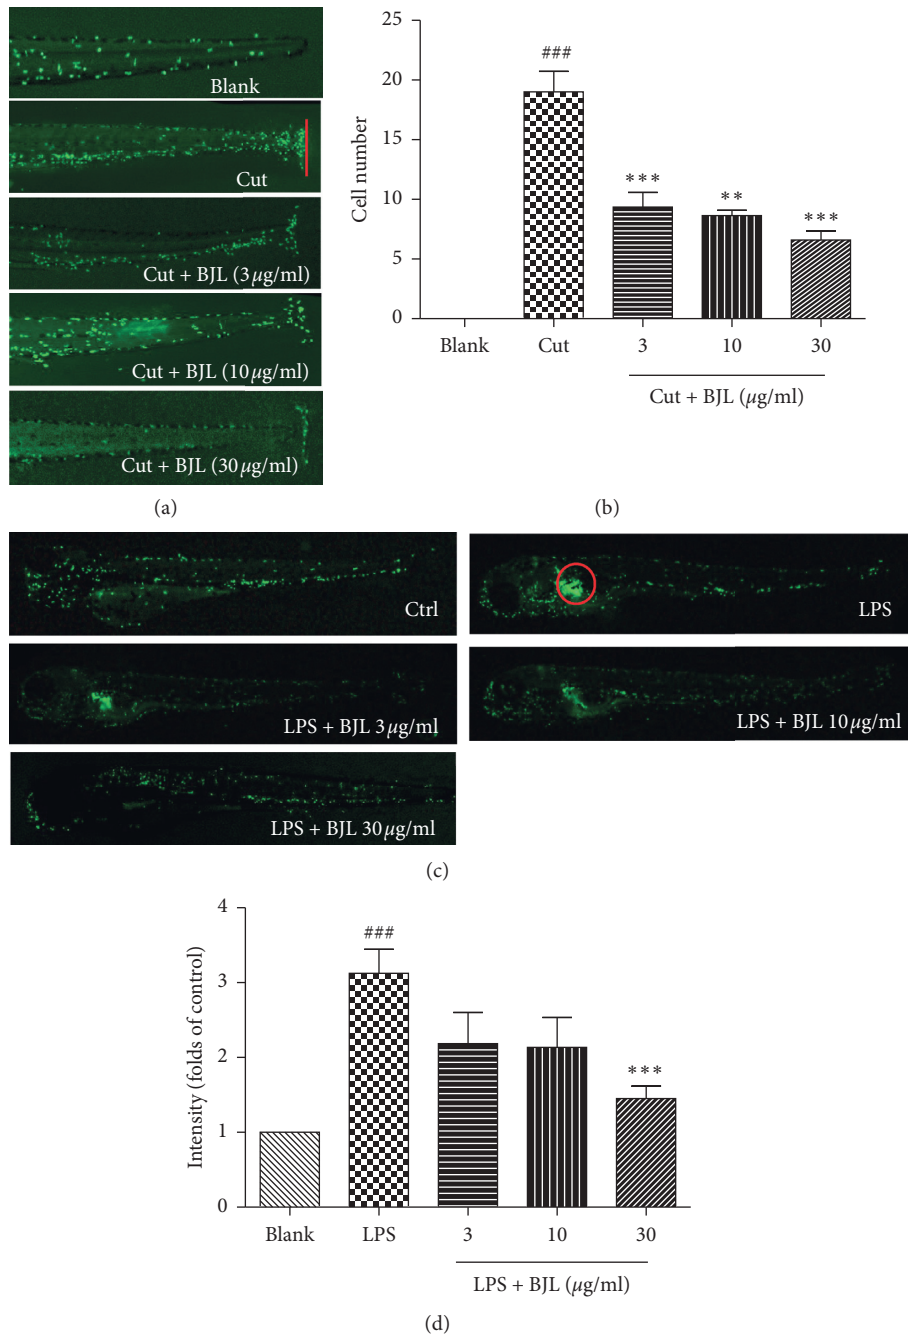 Blank
Cut
Cut + BJL (3 μg/ml)
Cut + BJL (10 μg/ml)
Cut + BJL (30 μg/ml)
(a)
25
20
15
10
5
0
Cell number
###
***
**
***
Blank Cut 3 10 30
Cut + BJL (μg/ml)
(b)
Ctrl
LPS
LPS + BJL 3 μg/ml
LPS + BJL 10 μg/ml
LPS + BJL 30 μg/ml
(c)
4
3
2
1
0
Intensity (folds of control)
###
***
Blank LPS 3 10 30
LPS + BJL (μg/ml)
(d)